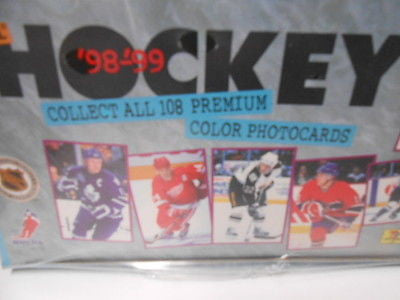 HOCKEY
'98-'99
COLLECT ALL 108 PREMIUM
COLOR PHOTOCARDS